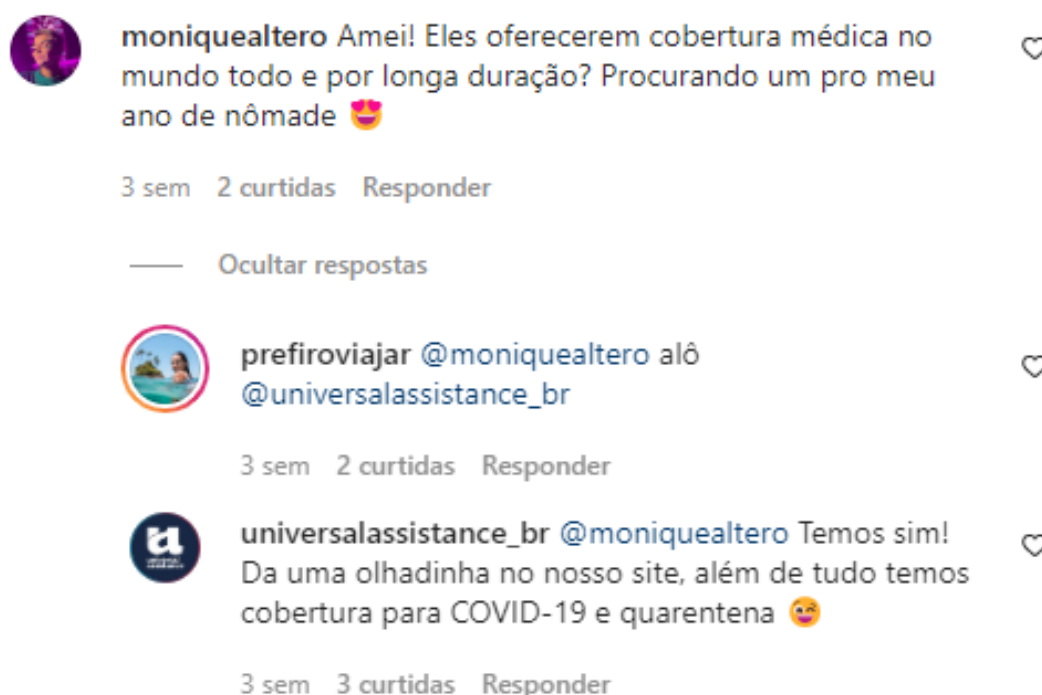 moniquealtero Amei! Eles oferecerem cobertura médica no
mundo todo e por longa duração? Procurando um pro meu
ano de nômade 😍
3 sem 2 curtidas Responder
Ocultar respostas
prefiroviajar @moniquealtero alô
@universalassistance_br
3 sem 2 curtidas Responder
universalassistance_br @moniquealtero Temos sim!
Da uma olhadinha no nosso site, além de tudo temos
cobertura para COVID-19 e quarentena 😉
3 sem 3 curtidas Responder